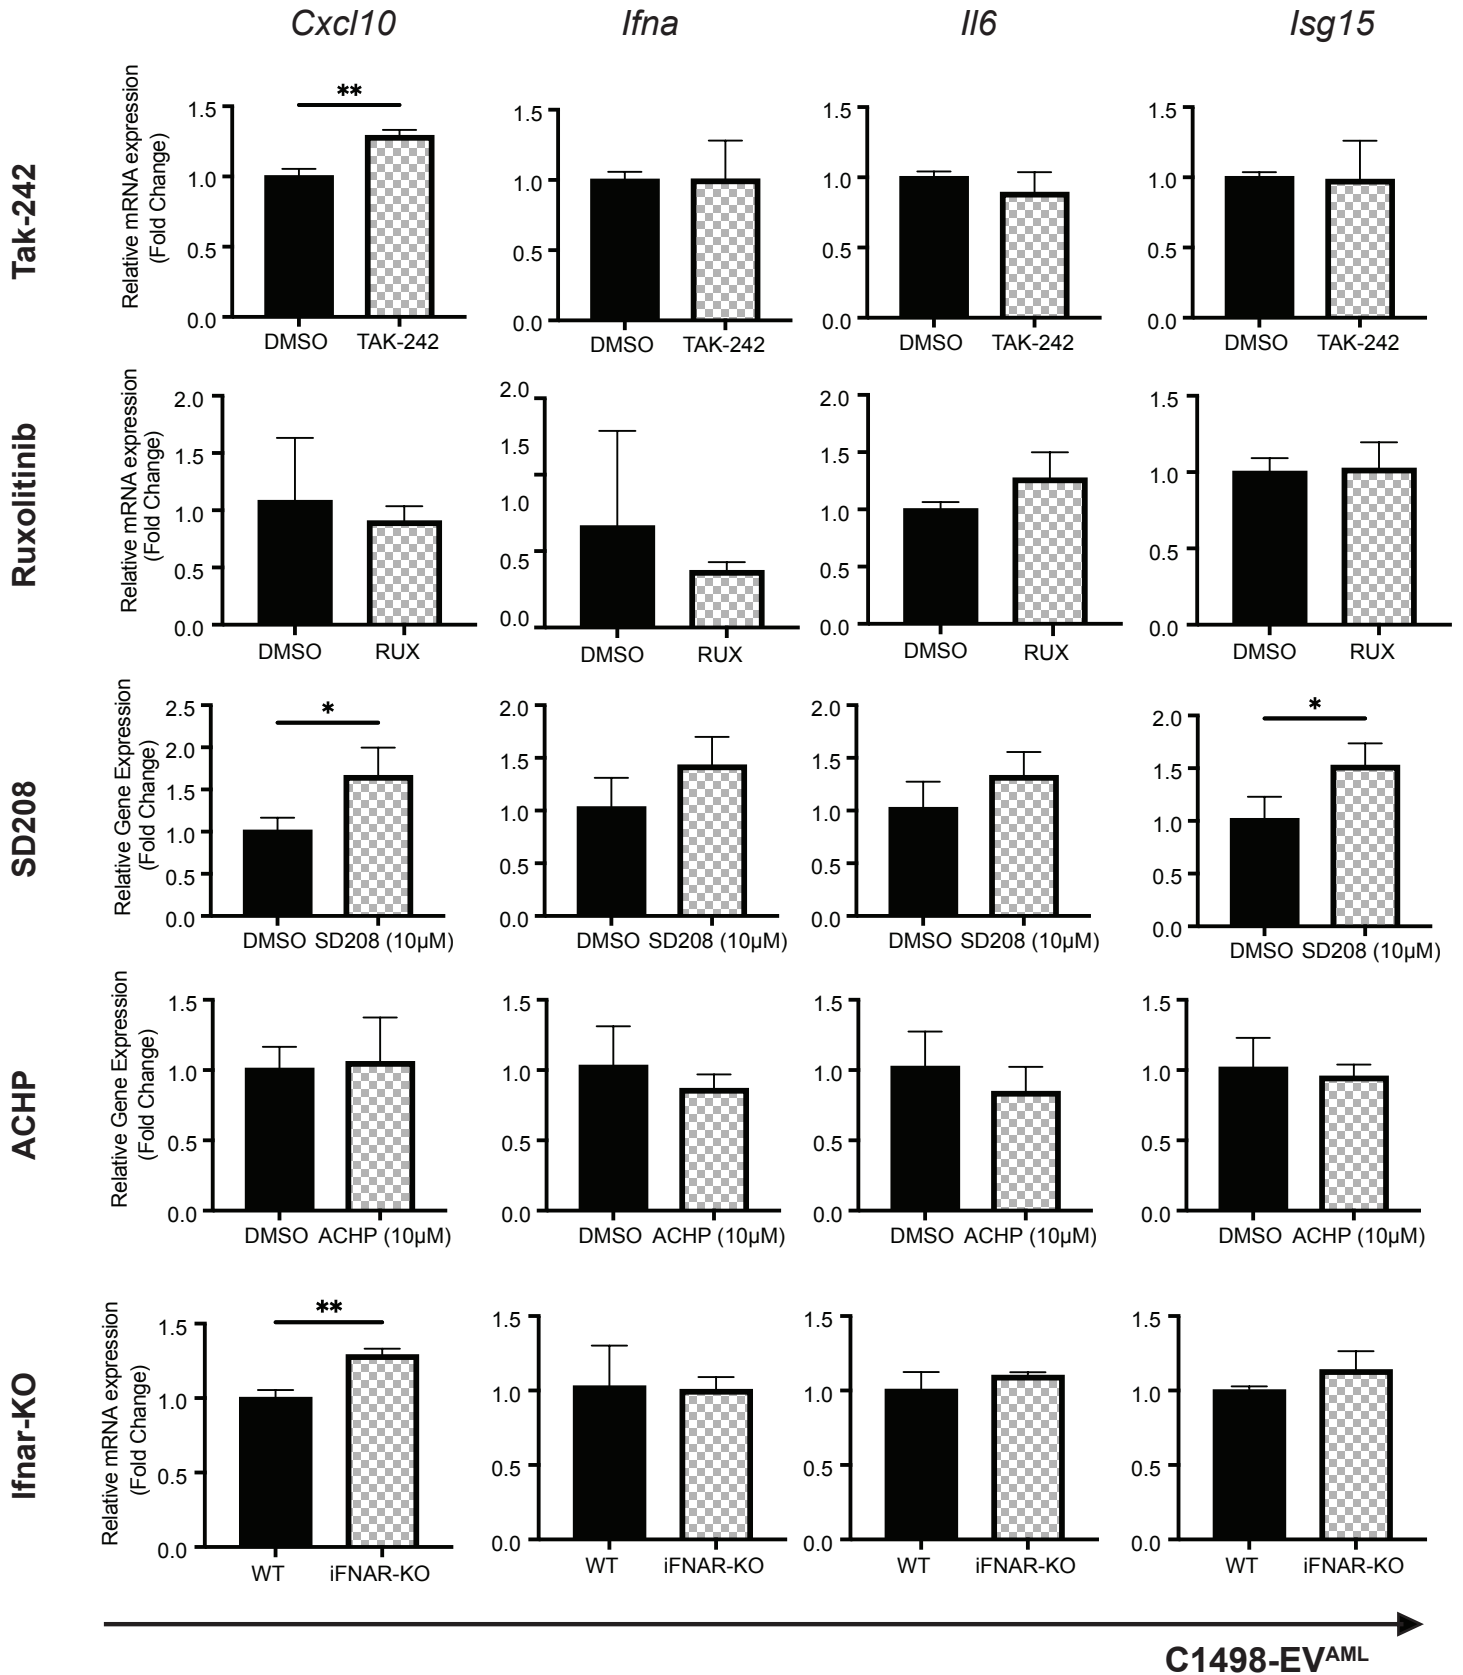 Cxcl10 Ifna Il6 Isg15
Tak-242
Relative mRNA expression
(Fold Change)
**
1.5
1.0
0.5
0.0
DMSO TAK-242
1.5
1.0
0.5
0.0
DMSO TAK-242
1.5
1.0
0.5
0.0
DMSO TAK-242
1.5
1.0
0.5
0.0
DMSO TAK-242
Ruxolitinib
Relative mRNA expression
(Fold Change)
2.0
1.5
1.0
0.5
0.0
DMSO RUX
2.0
1.5
1.0
0.5
0.0
DMSO RUX
2.0
1.5
1.0
0.5
0.0
DMSO RUX
1.5
1.0
0.5
0.0
DMSO RUX
SD208
Relative Gene Expression
(Fold Change)
*
2.5
2.0
1.5
1.0
0.5
0.0
DMSO SD208 (10µM)
2.0
1.5
1.0
0.5
0.0
DMSO SD208 (10µM)
2.0
1.5
1.0
0.5
0.0
DMSO SD208 (10µM)
*
2.0
1.5
1.0
0.5
0.0
DMSO SD208 (10µM)
ACHP
Relative Gene Expression
(Fold Change)
1.5
1.0
0.5
0.0
DMSO ACHP (10µM)
1.5
1.0
0.5
0.0
DMSO ACHP (10µM)
1.5
1.0
0.5
0.0
DMSO ACHP (10µM)
1.5
1.0
0.5
0.0
DMSO ACHP (10µM)
Ifnar-KO
Relative mRNA expression
(Fold Change)
**
1.5
1.0
0.5
0.0
WT iFNAR-KO
1.5
1.0
0.5
0.0
WT iFNAR-KO
1.5
1.0
0.5
0.0
WT iFNAR-KO
1.5
1.0
0.5
0.0
WT iFNAR-KO
C1498-EVAML